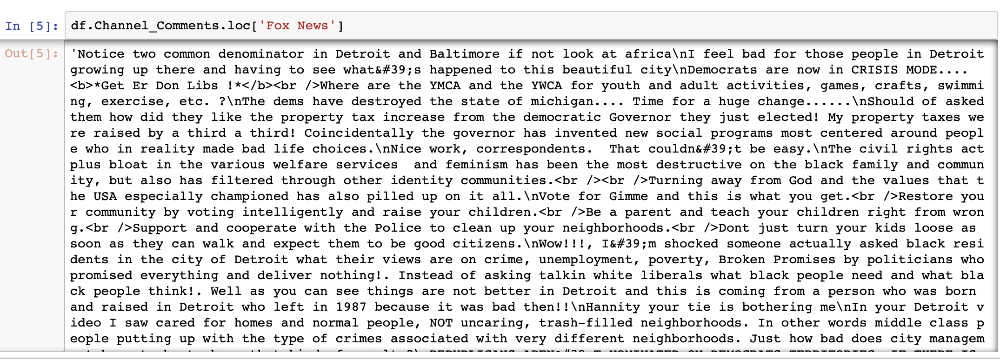 In [5]: df.Channel_Comments.loc['Fox News']
Out[5]: 'Notice two common denominator in Detroit and Baltimore if not look at africa\nI feel bad for those people in Detroit
growing up there and having to see what&#39;s happened to this beautiful city\nDemocrats are now in CRISIS MODE....
<b>*Get Er Don Libs !*</b><br />Where are the YMCA and the YWCA for youth and adult activities, games, crafts, swimmi
ng, exercise, etc. ?\nThe dems have destroyed the state of michigan.... Time for a huge change......\nShould of asked
them how did they like the property tax increase from the democratic Governor they just elected! My property taxes we
re raised by a third a third! Coincidentally the governor has invented new social programs most centered around peopl
e who in reality made bad life choices.\nNice work, correspondents.  That couldn&#39;t be easy.\nThe civil rights act
plus bloat in the various welfare services  and feminism has been the most destructive on the black family and commun
ity, but also has filtered through other identity communities.<br /><br />Turning away from God and the values that t
he USA especially championed has also pilled up on it all.\nVote for Gimme and this is what you get.<br />Restore you
r community by voting intelligently and raise your children.<br />Be a parent and teach your children right from wron
g.<br />Support and cooperate with the Police to clean up your neighborhoods.<br />Dont just turn your kids loose as
soon as they can walk and expect them to be good citizens.\nWow!!!, I&#39;m shocked someone actually asked black resi
dents in the city of Detroit what their views are on crime, unemployment, poverty, Broken Promises by politicians who
promised everything and deliver nothing!. Instead of asking talkin white liberals what black people need and what bla
ck people think!. Well as you can see things are not better in Detroit and this is coming from a person who was born
and raised in Detroit who left in 1987 because it was bad then!!\nHannity your tie is bothering me\nIn your Detroit v
ideo I saw cared for homes and normal people, NOT uncaring, trash-filled neighborhoods. In other words middle class p
eople putting up with the type of crimes associated with very different neighborhoods. Just how bad does city managem